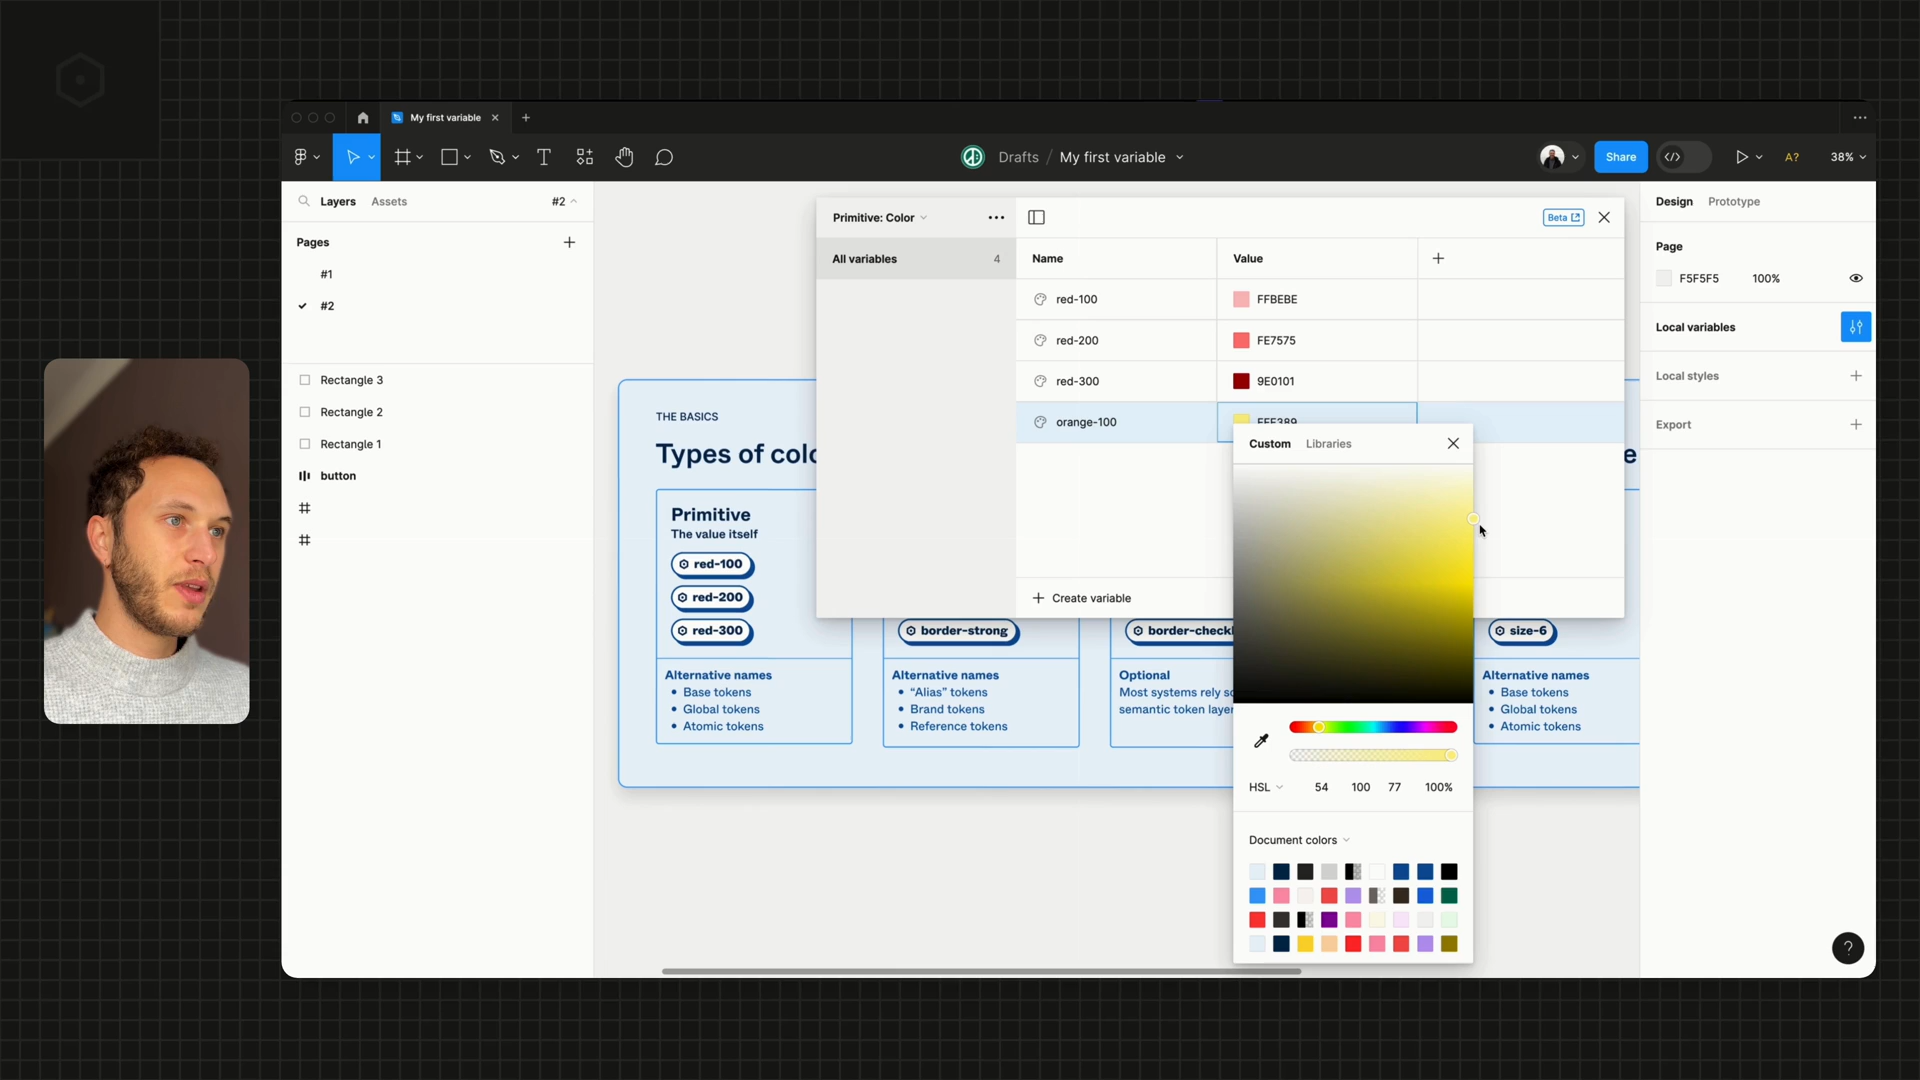 My first variable
Drafts / My first variable
Share
A?
38%
Layers
Assets
#2
Pages
#1
#2
Rectangle 3
Rectangle 2
Rectangle 1
button
Primitive: Color
Beta
All variables
4
Name
Value
red-100
FFBEBE
red-200
FE7575
red-300
9E0101
orange-100
Create variable
Custom
Libraries
HSL
54
100
77
100%
Document colors
THE BASICS
Types of colo
Primitive
The value itself
red-100
red-200
red-300
Alternative names
• Base tokens
• Global tokens
• Atomic tokens
border-strong
Alternative names
• “Alias” tokens
• Brand tokens
• Reference tokens
border-check
Optional
Most systems rely s
semantic token layer
e
size-6
Alternative names
• Base tokens
• Global tokens
• Atomic tokens
Design
Prototype
Page
F5F5F5
100%
Local variables
Local styles
Export
?